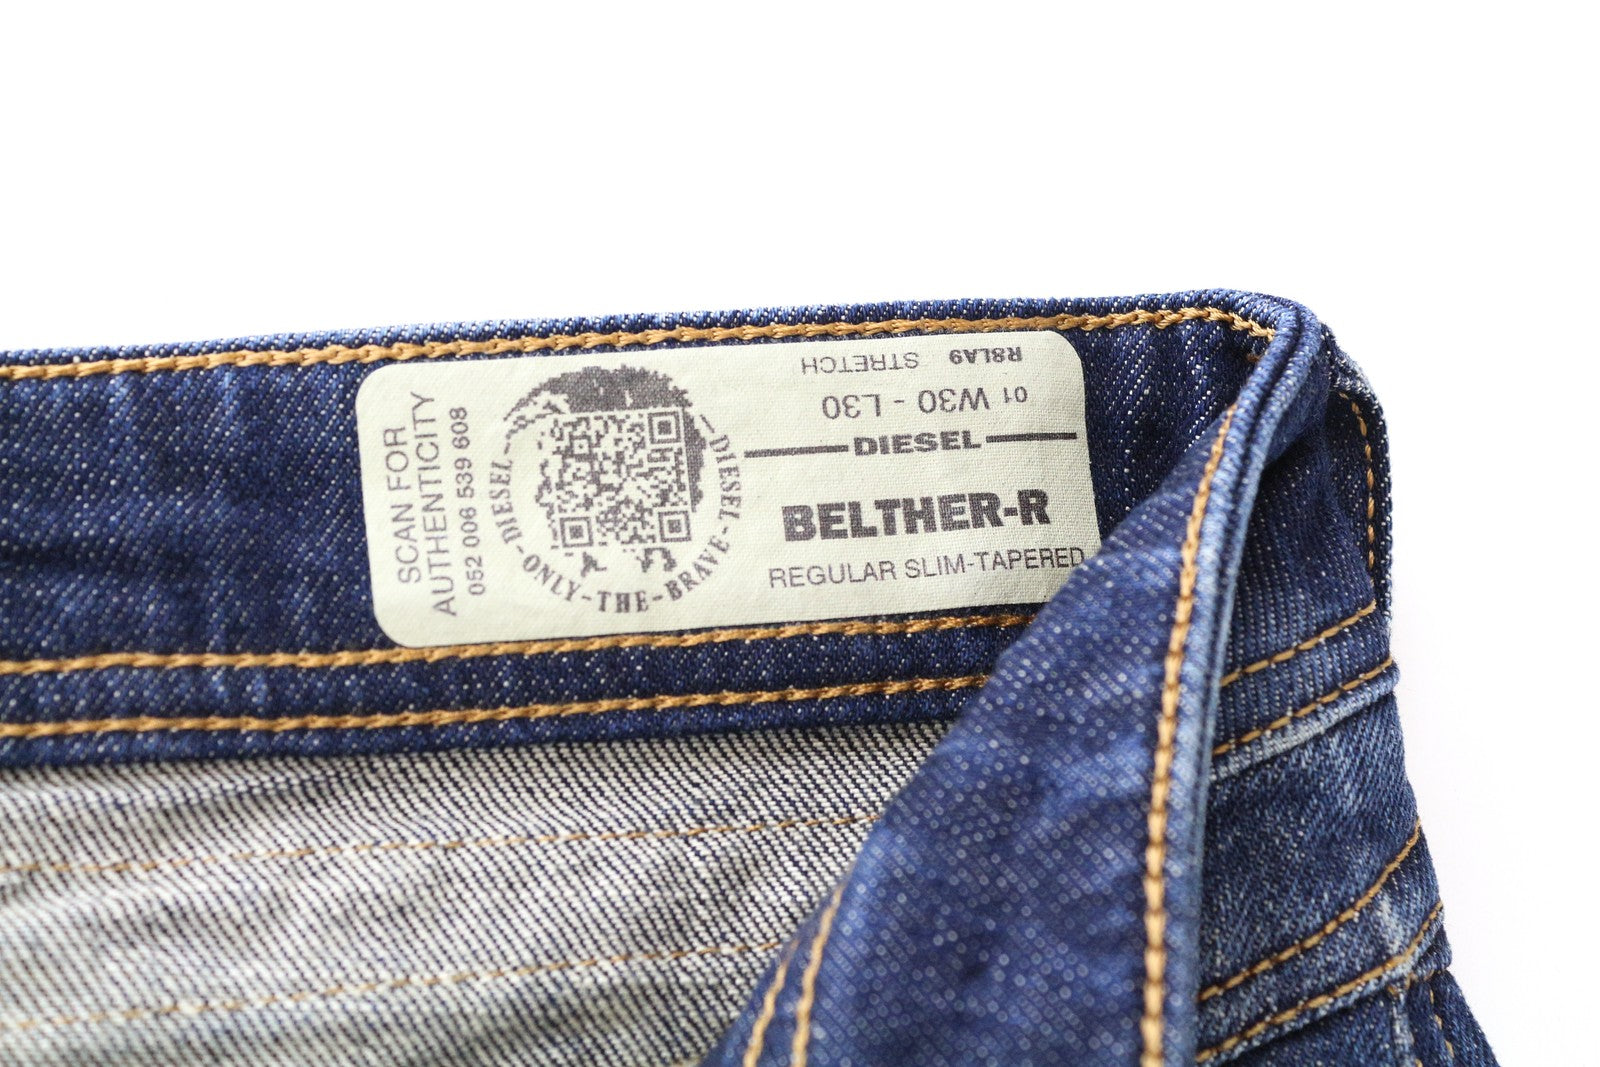 SCAN FOR
AUTHENTICITY
052 006 539 608
DIESEL-ONLY-THE-BRAVE-DIESEL
R8LA9 STRETCH
01 W30 - L30
DIESEL
BELTHER-R
REGULAR SLIM-TAPERED